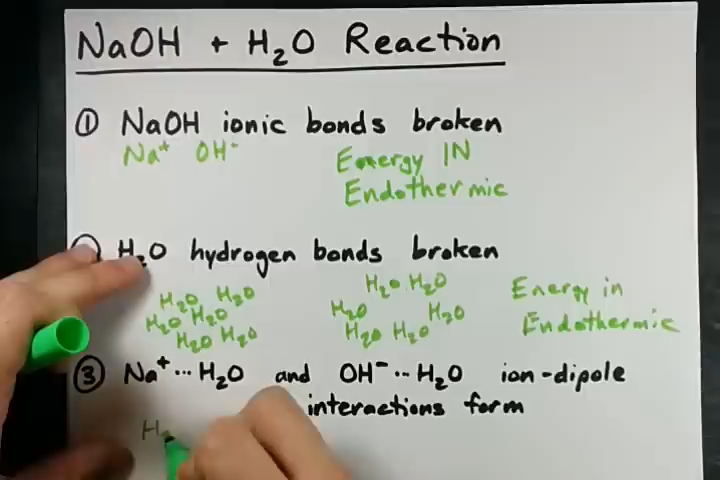 NaOH + H₂O Reaction
① NaOH ionic bonds broken
Na⁺ OH⁻ Energy IN
Endothermic
H₂O hydrogen bonds broken
H₂O H₂O H₂O H₂O Energy in
H₂O H₂O H₂O H₂O Endothermic
H₂O H₂O H₂O H₂O
③ Na⁺ ··· H₂O and OH⁻ ·· H₂O ion-dipole
interactions form
H₂